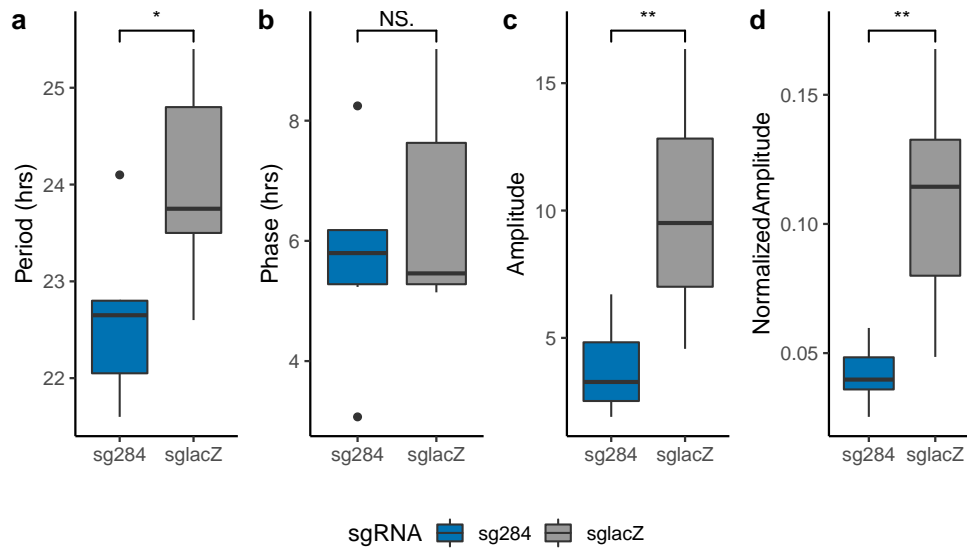 a
*
Period (hrs)
25
24
23
22
sg284 sglacZ
b
NS.
Phase (hrs)
8
6
4
sg284 sglacZ
c
**
Amplitude
15
10
5
sg284 sglacZ
d
**
NormalizedAmplitude
0.15
0.10
0.05
sg284 sglacZ
sgRNA sg284 sglacZ